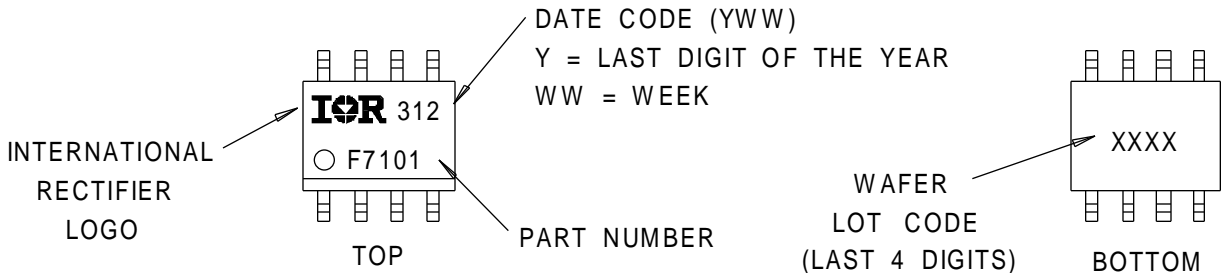 DATE CODE (YWW)
Y = LAST DIGIT OF THE YEAR
WW = WEEK
IOR 312
F7101
INTERNATIONAL
RECTIFIER
LOGO
TOP
PART NUMBER
XXXX
WAFER
LOT CODE
(LAST 4 DIGITS)
BOTTOM